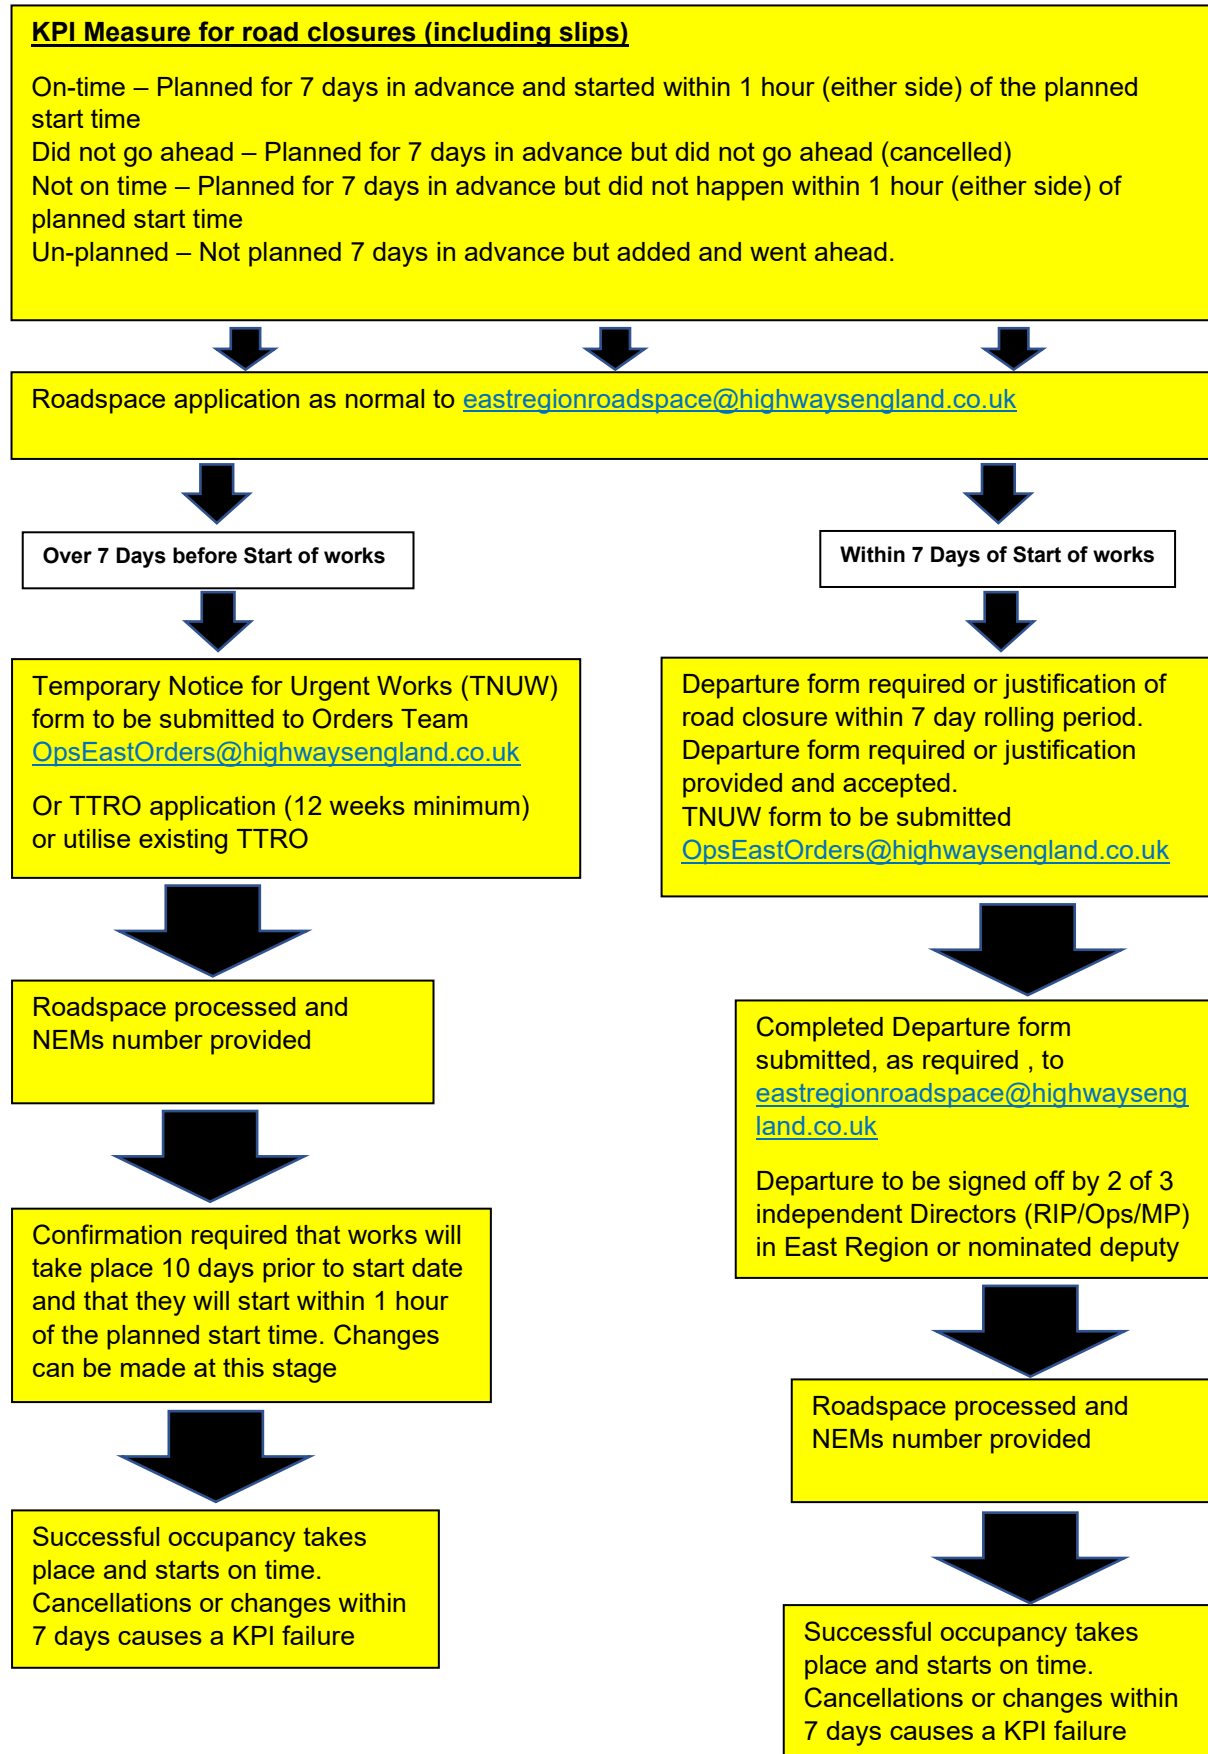 KPI Measure for road closures (including slips)
On-time – Planned for 7 days in advance and started within 1 hour (either side) of the planned
start time
Did not go ahead – Planned for 7 days in advance but did not go ahead (cancelled)
Not on time – Planned for 7 days in advance but did not happen within 1 hour (either side) of
planned start time
Un-planned – Not planned 7 days in advance but added and went ahead.
Roadspace application as normal to eastregionroadspace@highwaysengland.co.uk
Over 7 Days before Start of works
Temporary Notice for Urgent Works (TNUW)
form to be submitted to Orders Team
OpsEastOrders@highwaysengland.co.uk
Or TTRO application (12 weeks minimum)
or utilise existing TTRO
Roadspace processed and
NEMs number provided
Confirmation required that works will
take place 10 days prior to start date
and that they will start within 1 hour
of the planned start time. Changes
can be made at this stage
Successful occupancy takes
place and starts on time.
Cancellations or changes within
7 days causes a KPI failure
Within 7 Days of Start of works
Departure form required or justification of
road closure within 7 day rolling period.
Departure form required or justification
provided and accepted.
TNUW form to be submitted
OpsEastOrders@highwaysengland.co.uk
Completed Departure form
submitted, as required , to
eastregionroadspace@highwayseng
land.co.uk
Departure to be signed off by 2 of 3
independent Directors (RIP/Ops/MP)
in East Region or nominated deputy
Roadspace processed and
NEMs number provided
Successful occupancy takes
place and starts on time.
Cancellations or changes within
7 days causes a KPI failure